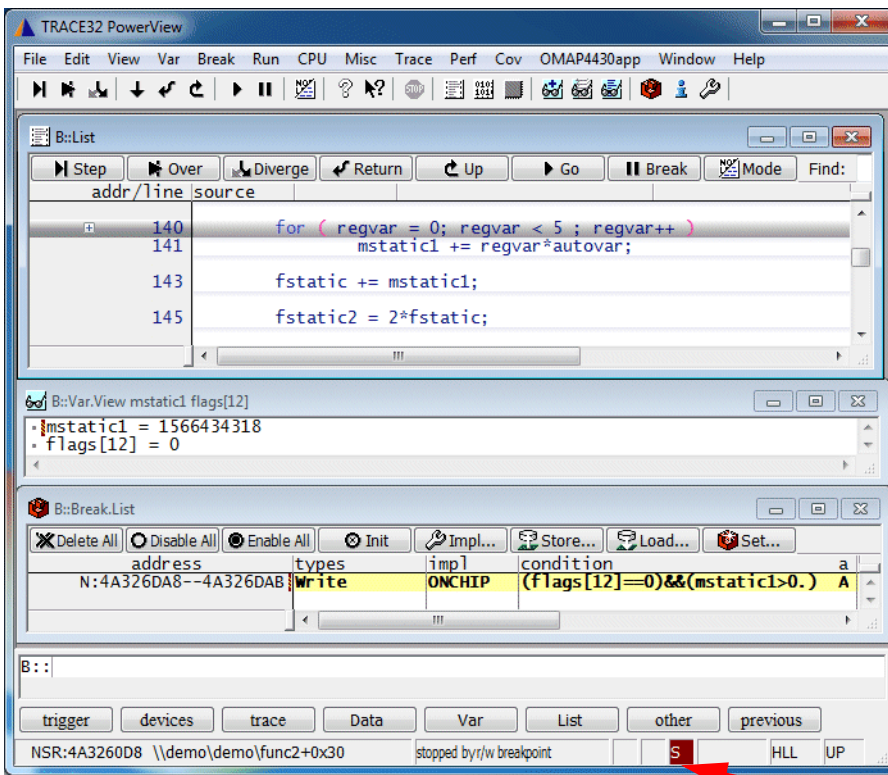 TRACE32 PowerView
File Edit View Var Break Run CPU Misc Trace Perf Cov OMAP4430app Window Help
B::List
Step Over Diverge Return Up Go Break Mode Find:
addr/line source
140 for ( regvar = 0; regvar < 5 ; regvar++ )
141 mstatic1 += regvar*autovar;
143 fstatic += mstatic1;
145 fstatic2 = 2*fstatic;
B::Var.View mstatic1 flags[12]
mstatic1 = 1566434318
flags[12] = 0
B::Break.List
Delete All Disable All Enable All Init Impl... Store... Load... Set...
address types impl condition a
N:4A326DA8--4A326DAB Write ONCHIP (flags[12]==0)&&(mstatic1>0.) A
B::
trigger devices trace Data Var List other previous
NSR:4A3260D8 \\demo\demo\func2+0x30 stopped by r/w breakpoint S HLL UP